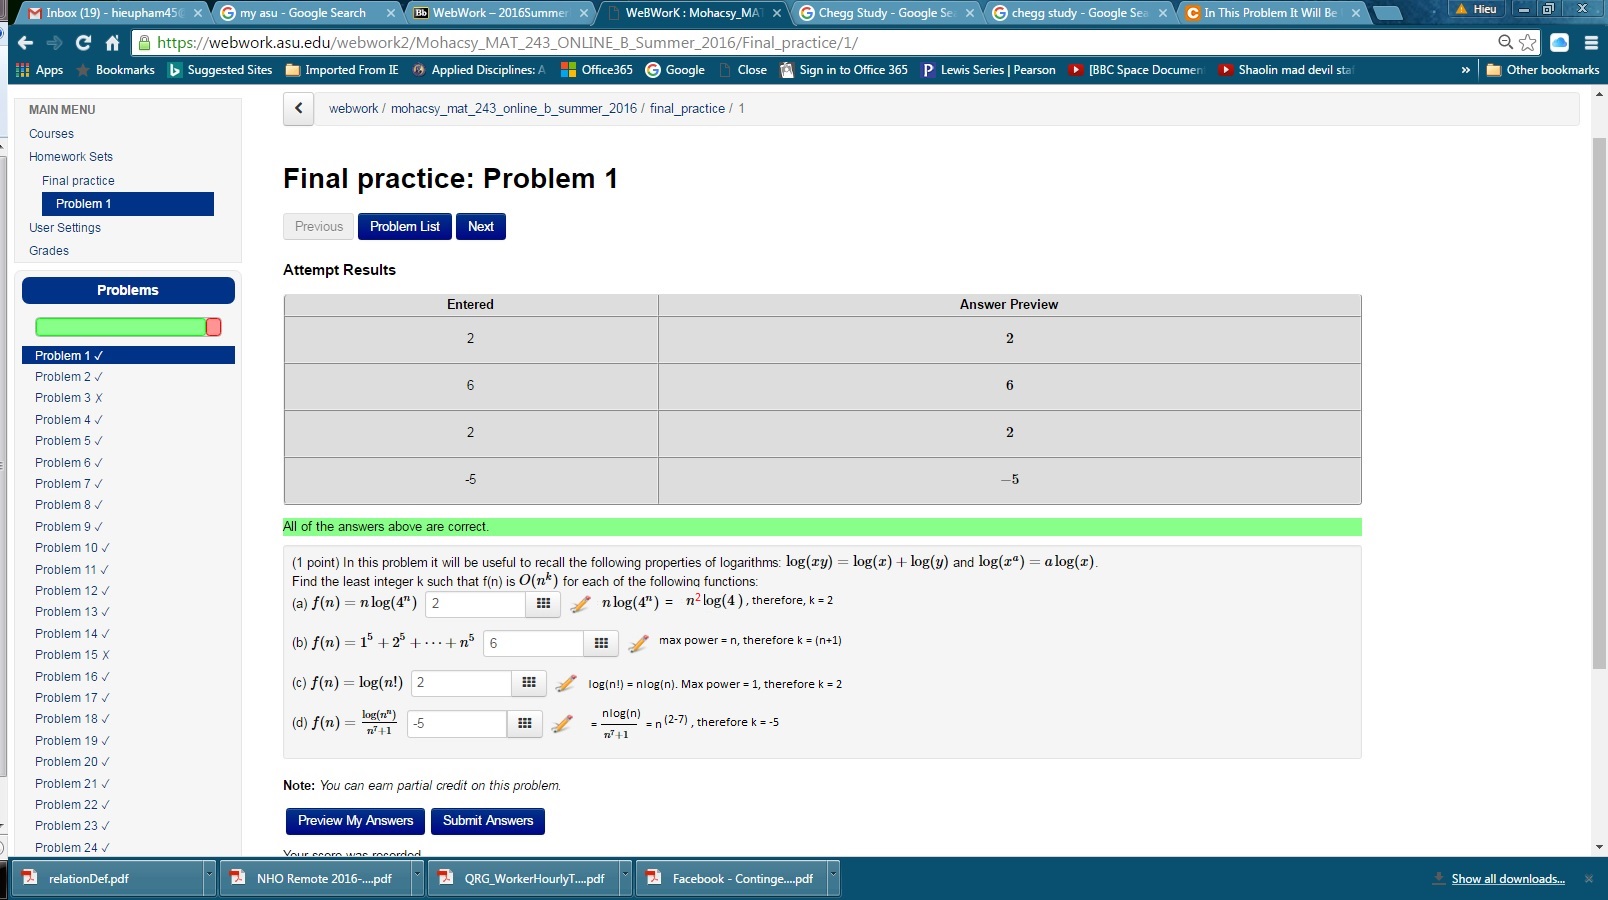 Inbox (19) - hieupham45
my asu - Google Search
Bb WebWork – 2016Summer
WeBWorK : Mohacsy_MAT
Chegg Study - Google Se
chegg study - Google Sea
In This Problem It Will Be
Hieu
https://webwork.asu.edu/webwork2/Mohacsy_MAT_243_ONLINE_B_Summer_2016/Final_practice/1/
Apps Bookmarks Suggested Sites Imported From IE Applied Disciplines: A Office365 Google Close Sign in to Office 365 Lewis Series | Pearson [BBC Space Documen Shaolin mad devil sta » Other bookmarks
MAIN MENU
Courses
Homework Sets
Final practice
Problem 1
User Settings
Grades
Problems
Problem 1 ✓
Problem 2 ✓
Problem 3 ✗
Problem 4 ✓
Problem 5 ✓
Problem 6 ✓
Problem 7 ✓
Problem 8 ✓
Problem 9 ✓
Problem 10 ✓
Problem 11 ✓
Problem 12 ✓
Problem 13 ✓
Problem 14 ✓
Problem 15 ✗
Problem 16 ✓
Problem 17 ✓
Problem 18 ✓
Problem 19 ✓
Problem 20 ✓
Problem 21 ✓
Problem 22 ✓
Problem 23 ✓
Problem 24 ✓
webwork / mohacsy_mat_243_online_b_summer_2016 / final_practice / 1
Final practice: Problem 1
Previous Problem List Next
Attempt Results
Entered Answer Preview
2 2
6 6
2 2
-5 −5
All of the answers above are correct.
(1 point) In this problem it will be useful to recall the following properties of logarithms: log(xy) = log(x) + log(y) and log(x^a) = a log(x).
Find the least integer k such that f(n) is O(n^k) for each of the following functions:
(a) f(n) = n log(4^n) 2 n log(4^n) = n^2 log(4), therefore, k = 2
(b) f(n) = 1^5 + 2^5 + ⋯ + n^5 6 max power = n, therefore k = (n+1)
(c) f(n) = log(n!) 2 log(n!) = nlog(n). Max power = 1, therefore k = 2
(d) f(n) = log(n^n)/(n^7+1) -5 = nlog(n)/(n^7+1) = n^(2-7), therefore k = -5
Note: You can earn partial credit on this problem.
Preview My Answers Submit Answers
Your score was recorded.
relationDef.pdf
NHO Remote 2016-....pdf
QRG_WorkerHourlyT....pdf
Facebook - Continge....pdf
Show all downloads...